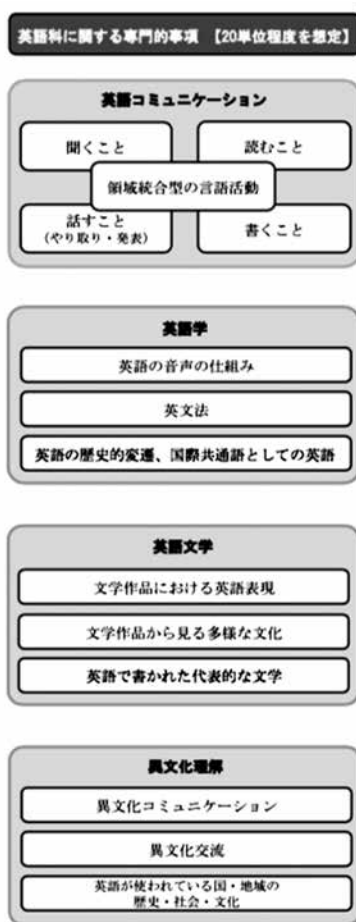 英語科に関する専門的事項 【20単位程度を想定】
英語コミュニケーション
聞くこと
読むこと
領域統合型の言語活動
話すこと
(やり取り・発表)
書くこと
英語学
英語の音声の仕組み
英文法
英語の歴史的変遷、国際共通語としての英語
英語文学
文学作品における英語表現
文学作品から見る多様な文化
英語で書かれた代表的な文学
異文化理解
異文化コミュニケーション
異文化交流
英語が使われている国・地域の
歴史・社会・文化